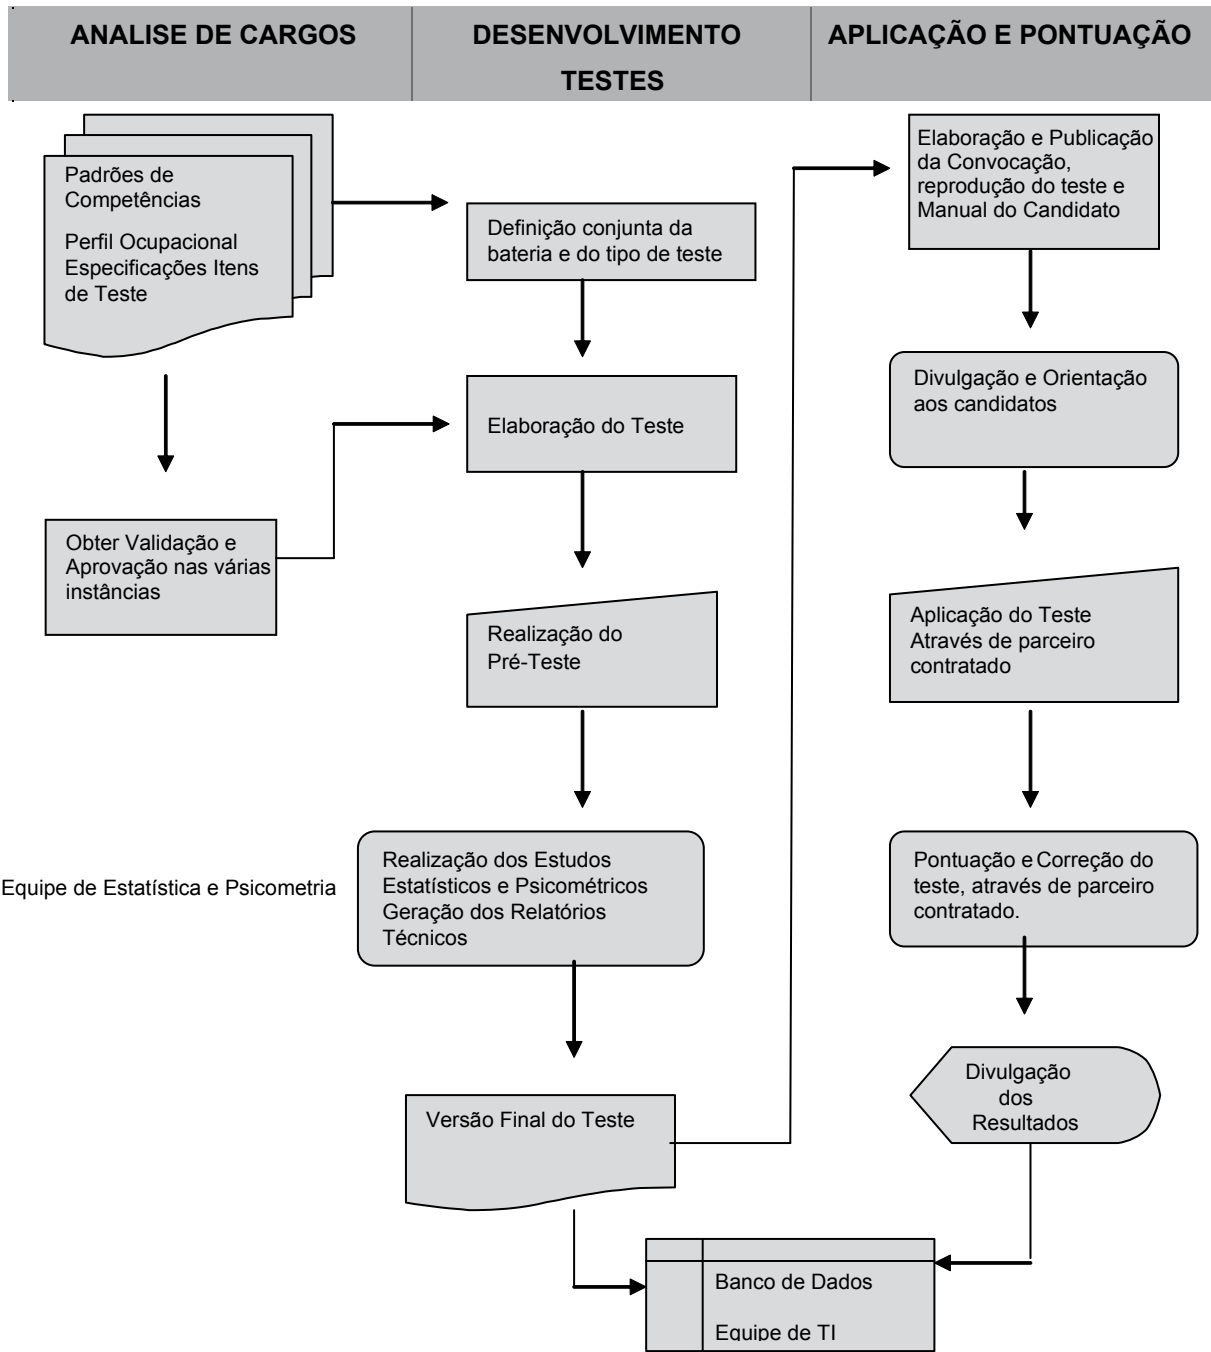 ANALISE DE CARGOS
DESENVOLVIMENTO
TESTES
APLICAÇÃO E PONTUAÇÃO
Padrões de
Competências
Perfil Ocupacional
Especificações Itens
de Teste
Obter Validação e
Aprovação nas várias
instâncias
Equipe de Estatística e Psicometria
Definição conjunta da
bateria e do tipo de teste
Elaboração do Teste
Realização do
Pré-Teste
Realização dos Estudos
Estatísticos e Psicométricos
Geração dos Relatórios
Técnicos
Versão Final do Teste
Elaboração e Publicação
da Convocação,
reprodução do teste e
Manual do Candidato
Divulgação e Orientação
aos candidatos
Aplicação do Teste
Através de parceiro
contratado
Pontuação e Correção do
teste, através de parceiro
contratado.
Divulgação
dos
Resultados
Banco de Dados
Equipe de TI